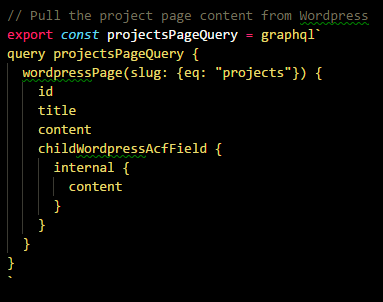 // Pull the project page content from Wordpress
export const projectsPageQuery = graphql`
query projectsPageQuery {
  wordpressPage(slug: {eq: "projects"}) {
    id
    title
    content
    childWordpressAcfField {
      internal {
        content
      }
    }
  }
}
`